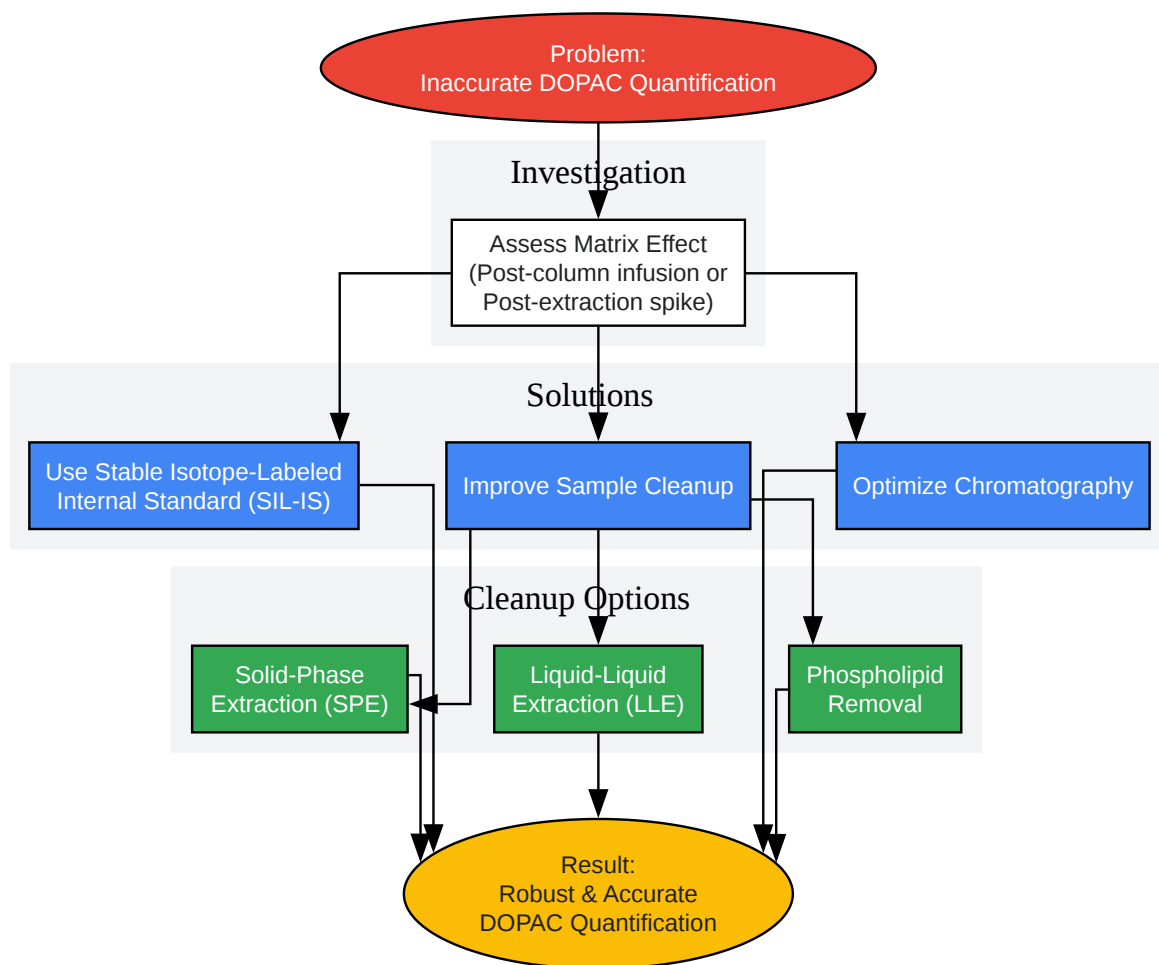 Problem:
Inaccurate DOPAC Quantification
Investigation
Assess Matrix Effect
(Post-column infusion or
Post-extraction spike)
Solutions
Use Stable Isotope-Labeled
Internal Standard (SIL-IS)
Improve Sample Cleanup
Optimize Chromatography
Cleanup Options
Solid-Phase
Extraction (SPE)
Liquid-Liquid
Extraction (LLE)
Phospholipid
Removal
Result:
Robust & Accurate
DOPAC Quantification